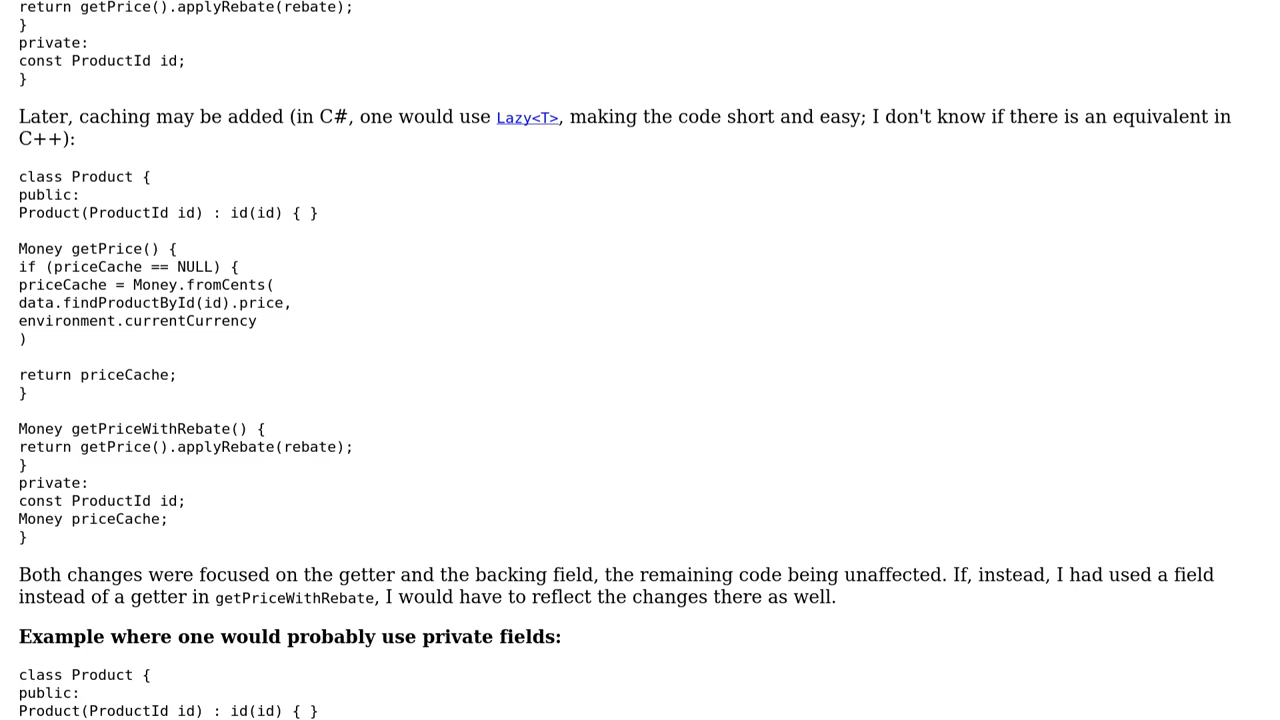 return getPrice().applyRebate(rebate);
}
private:
const ProductId id;
}
Later, caching may be added (in C#, one would use Lazy<T>, making the code short and easy; I don't know if there is an equivalent in
C++):
class Product {
public:
Product(ProductId id) : id(id) { }
Money getPrice() {
if (priceCache == NULL) {
priceCache = Money.fromCents(
data.findProductById(id).price,
environment.currentCurrency
)
return priceCache;
}
Money getPriceWithRebate() {
return getPrice().applyRebate(rebate);
}
private:
const ProductId id;
Money priceCache;
}
Both changes were focused on the getter and the backing field, the remaining code being unaffected. If, instead, I had used a field
instead of a getter in getPriceWithRebate, I would have to reflect the changes there as well.
Example where one would probably use private fields:
class Product {
public:
Product(ProductId id) : id(id) { }